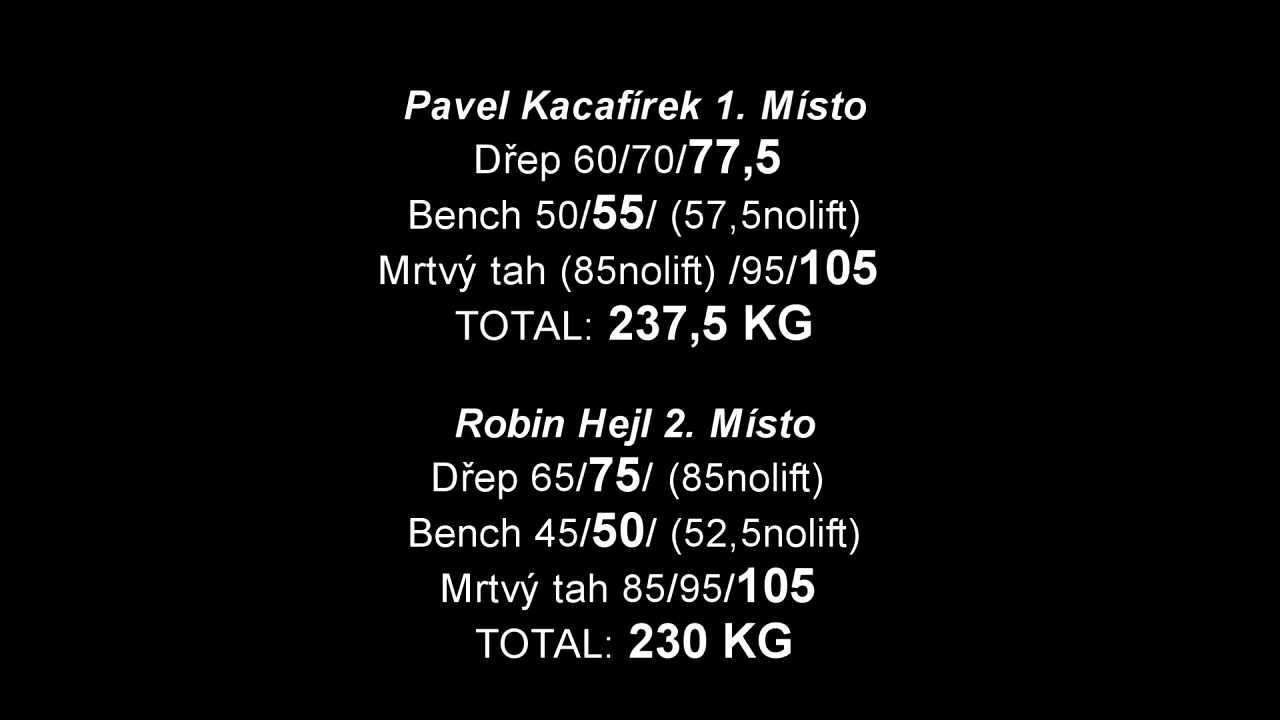 Pavel Kacafírek 1. Místo
Dřep 60/70/77,5
Bench 50/55/ (57,5nolift)
Mrtvý tah (85nolift) /95/105
TOTAL: 237,5 KG
Robin Hejl 2. Místo
Dřep 65/75/ (85nolift)
Bench 45/50/ (52,5nolift)
Mrtvý tah 85/95/105
TOTAL: 230 KG